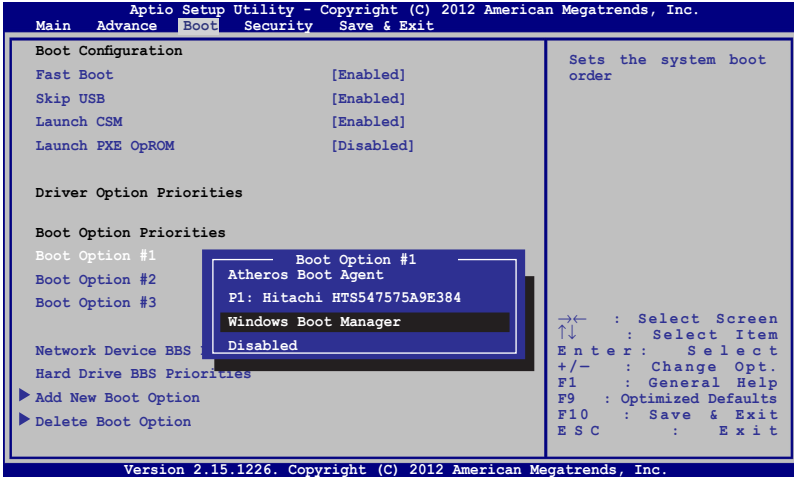 Aptio Setup Utility - Copyright (C) 2012 American Megatrends, Inc.
Main Advance Boot Security Save & Exit
Boot Configuration
Fast Boot [Enabled]
Skip USB [Enabled]
Launch CSM [Enabled]
Launch PXE OpROM [Disabled]
Driver Option Priorities
Boot Option Priorities
Boot Option #1
Boot Option #2
Boot Option #3
Network Device BBS
Hard Drive BBS Priorities
Add New Boot Option
Delete Boot Option
Boot Option #1
Atheros Boot Agent
P1: Hitachi HTS547575A9E384
Windows Boot Manager
Disabled
Sets the system boot
order
→← : Select Screen
↑↓ : Select Item
Enter: Select
+/— : Change Opt.
F1 : General Help
F9 : Optimized Defaults
F10 : Save & Exit
ESC : Exit
Version 2.15.1226. Copyright (C) 2012 American Megatrends, Inc.